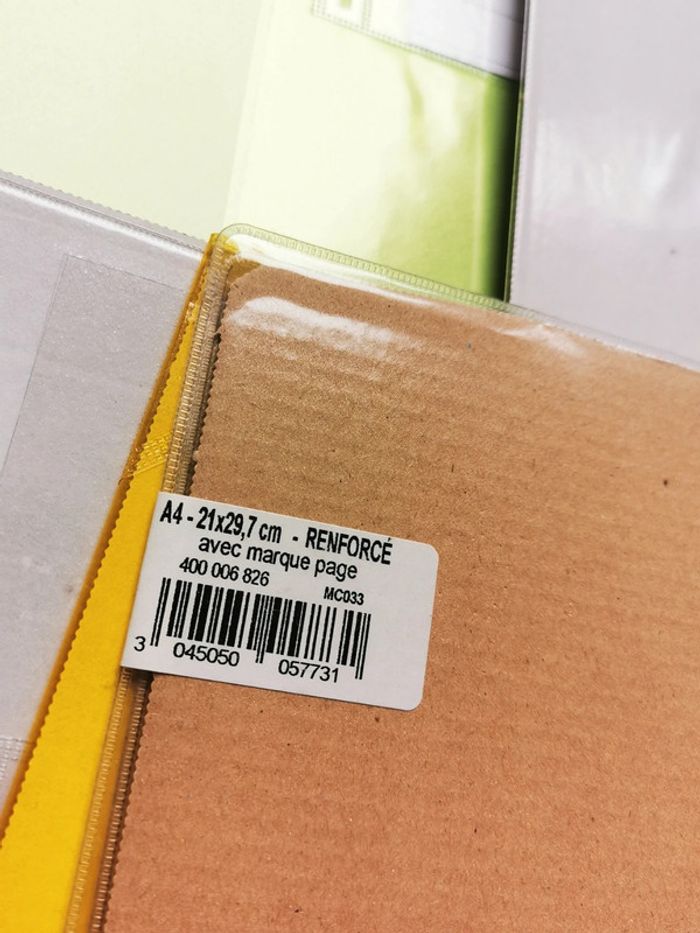 A4 - 21x29,7 cm - RENFORCÉ
avec marque page
400 006 826
MC033
3 045050 057731